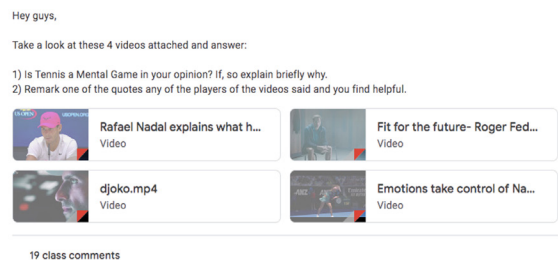 Hey guys,
Take a look at these 4 videos attached and answer:
1) Is Tennis a Mental Game in your opinion? If, so explain briefly why.
2) Remark one of the quotes any of the players of the videos said and you find helpful.
Rafael Nadal explains what h...
Video
Fit for the future- Roger Fed...
Video
djoko.mp4
Video
Emotions take control of Na...
Video
19 class comments